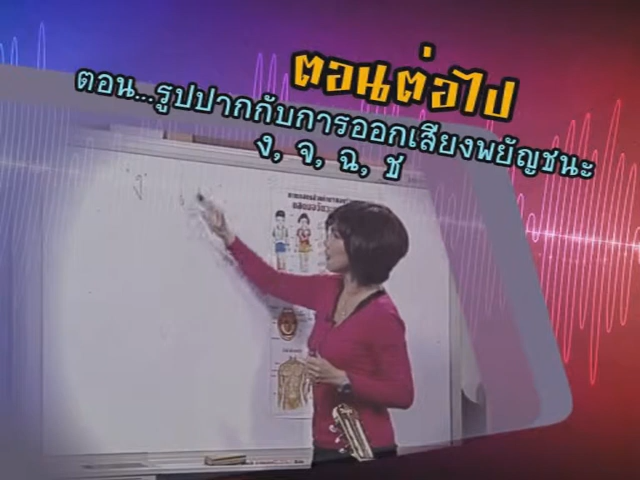 ตอนต่อไป
ตอน...รูปปากกับการออกเสียงพยัญชนะ
ง, จ, ฉ, ช
ง